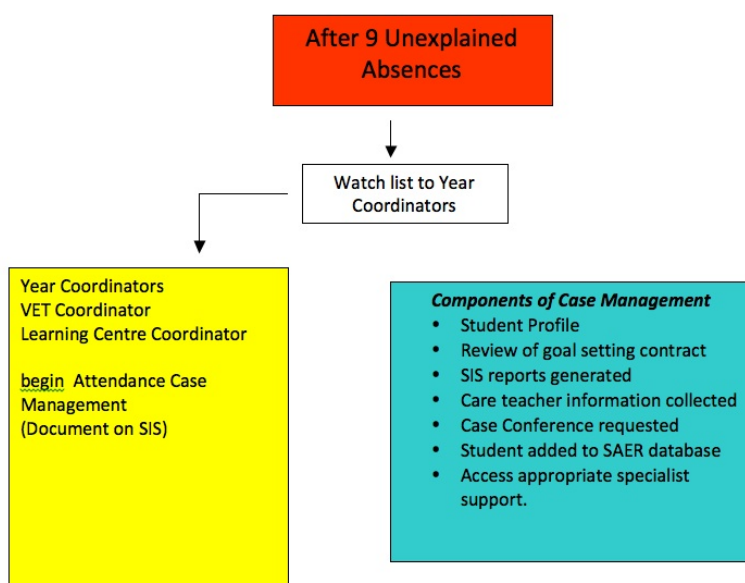 After 9 Unexplained
Absences
Watch list to Year
Coordinators
Year Coordinators
VET Coordinator
Learning Centre Coordinator
begin Attendance Case
Management
(Document on SIS)
Components of Case Management
• Student Profile
• Review of goal setting contract
• SIS reports generated
• Care teacher information collected
• Case Conference requested
• Student added to SAER database
• Access appropriate specialist
support.